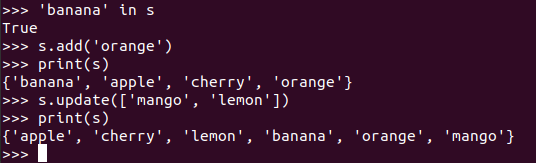 >>> 'banana' in s
True
>>> s.add('orange')
>>> print(s)
{'banana', 'apple', 'cherry', 'orange'}
>>> s.update(['mango', 'lemon'])
>>> print(s)
{'apple', 'cherry', 'lemon', 'banana', 'orange', 'mango'}
>>>